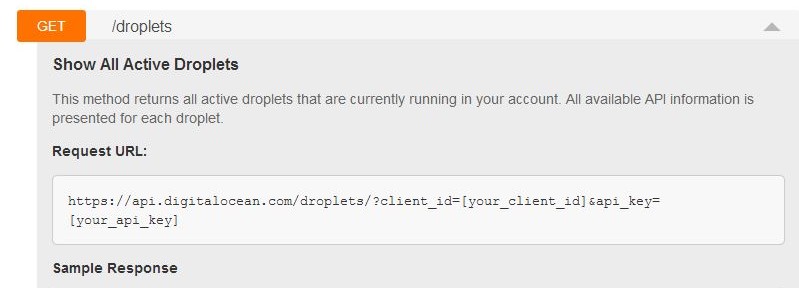 GET /droplets
Show All Active Droplets
This method returns all active droplets that are currently running in your account. All available API information is
presented for each droplet.
Request URL:
https://api.digitalocean.com/droplets/?client_id=[your_client_id]&api_key=
[your_api_key]
Sample Response